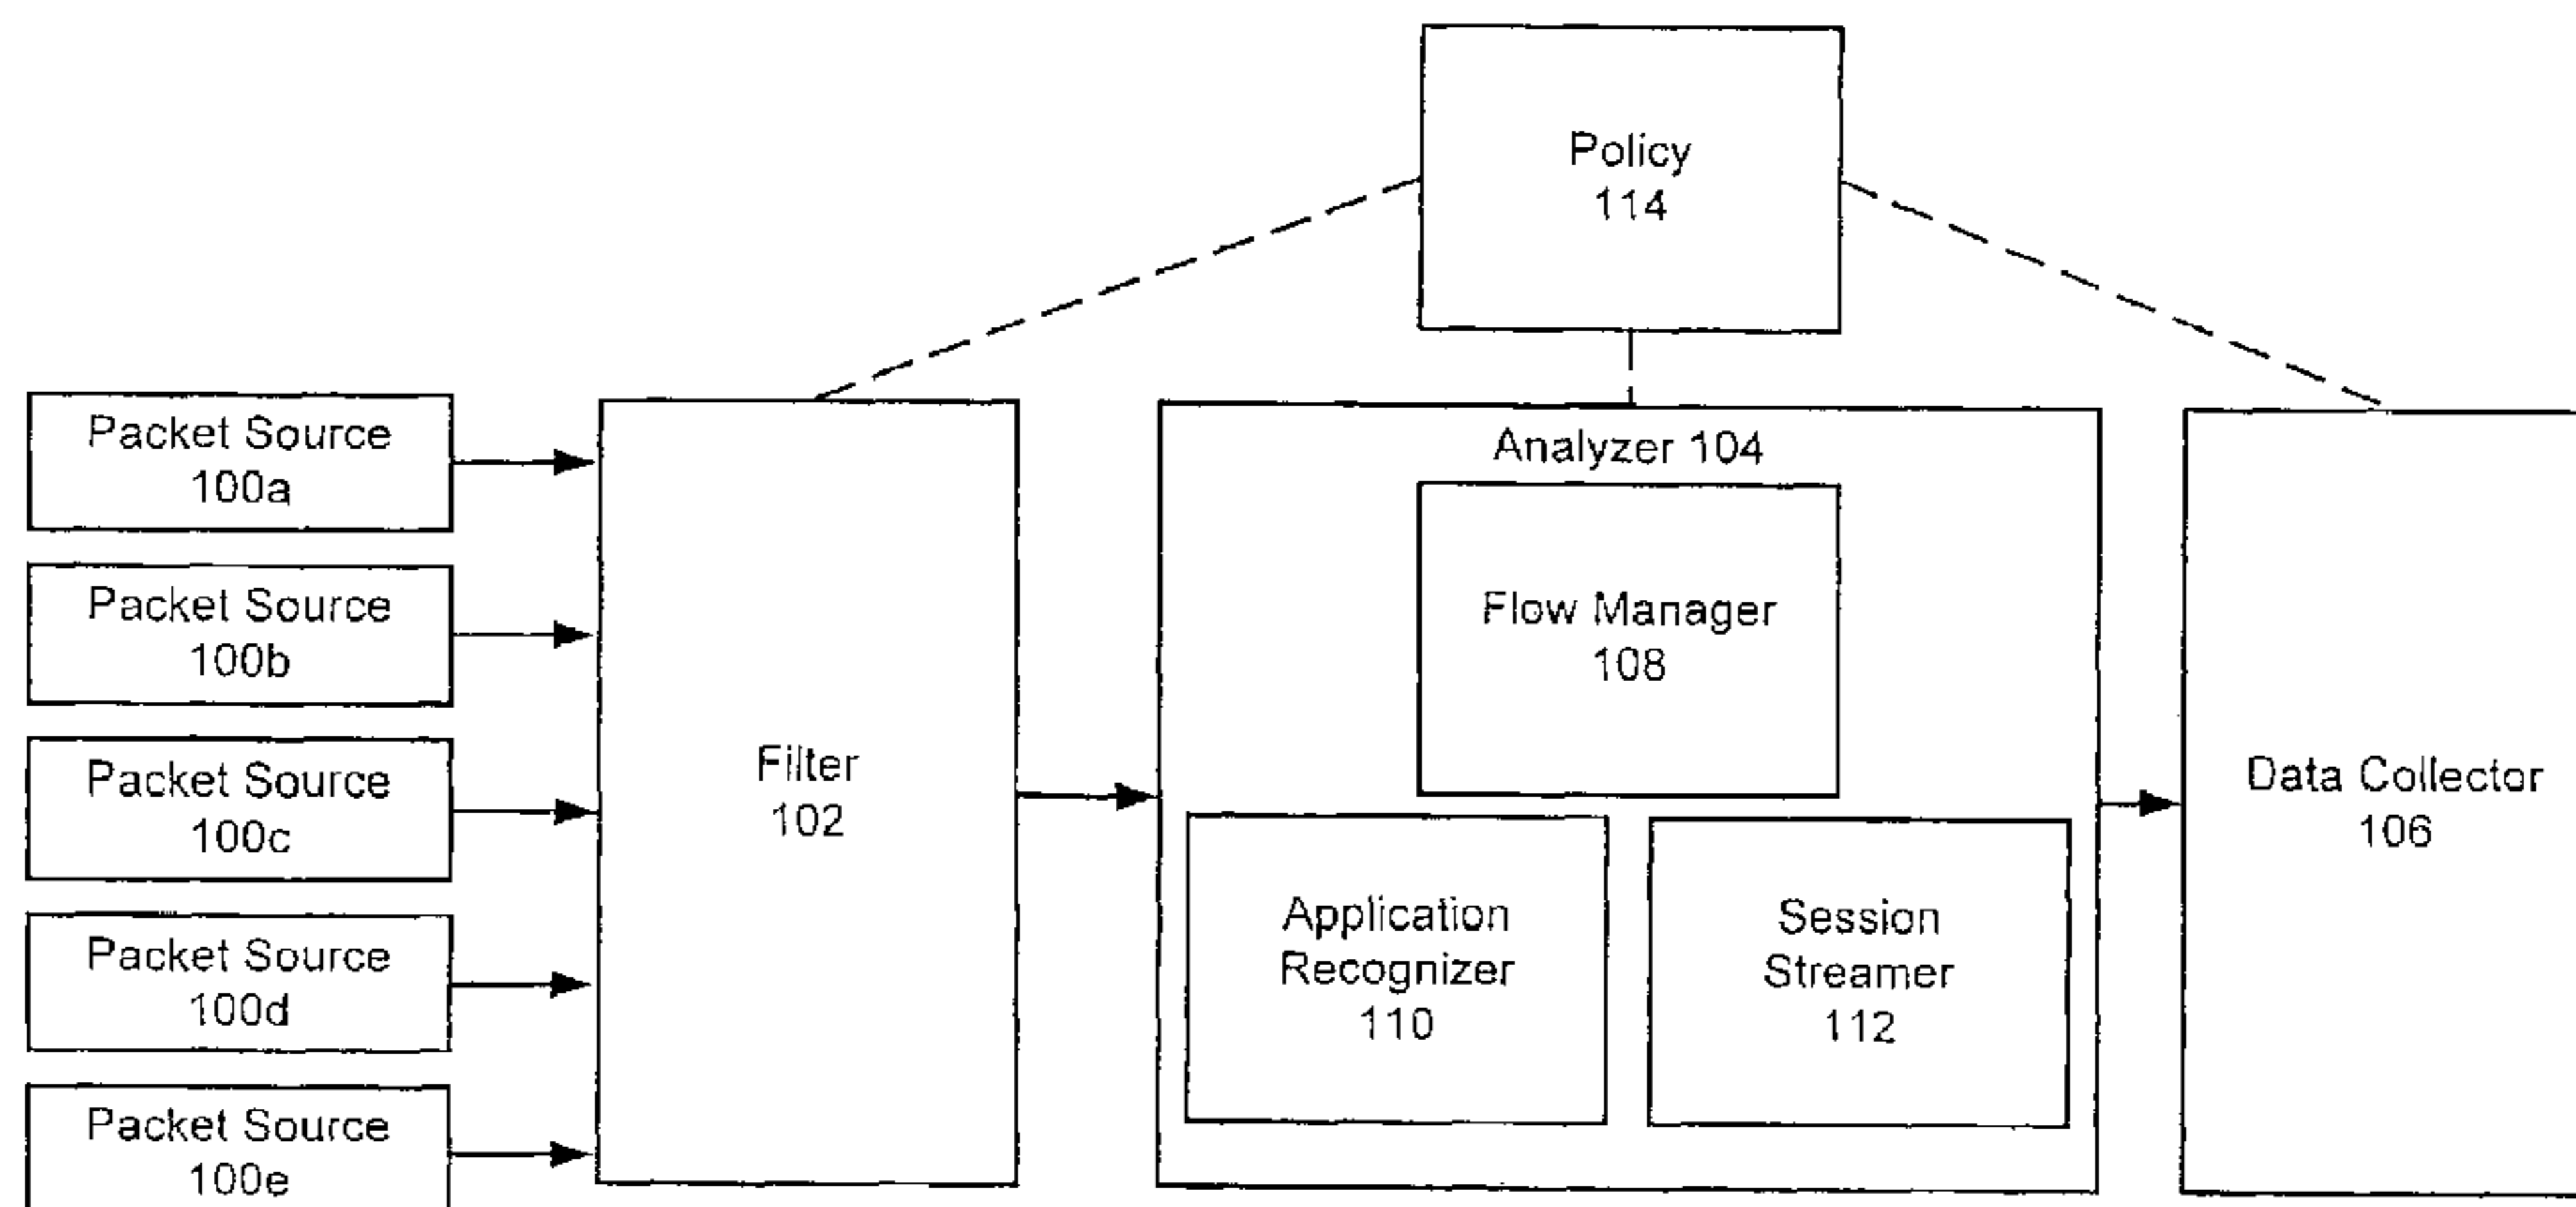 Policy
114
Packet Source
100a
Packet Source
100b
Packet Source
100c
Packet Source
100d
Packet Source
100e
Filter
102
Analyzer 104
Flow Manager
108
Application
Recognizer
110
Session
Streamer
112
Data Collector
106